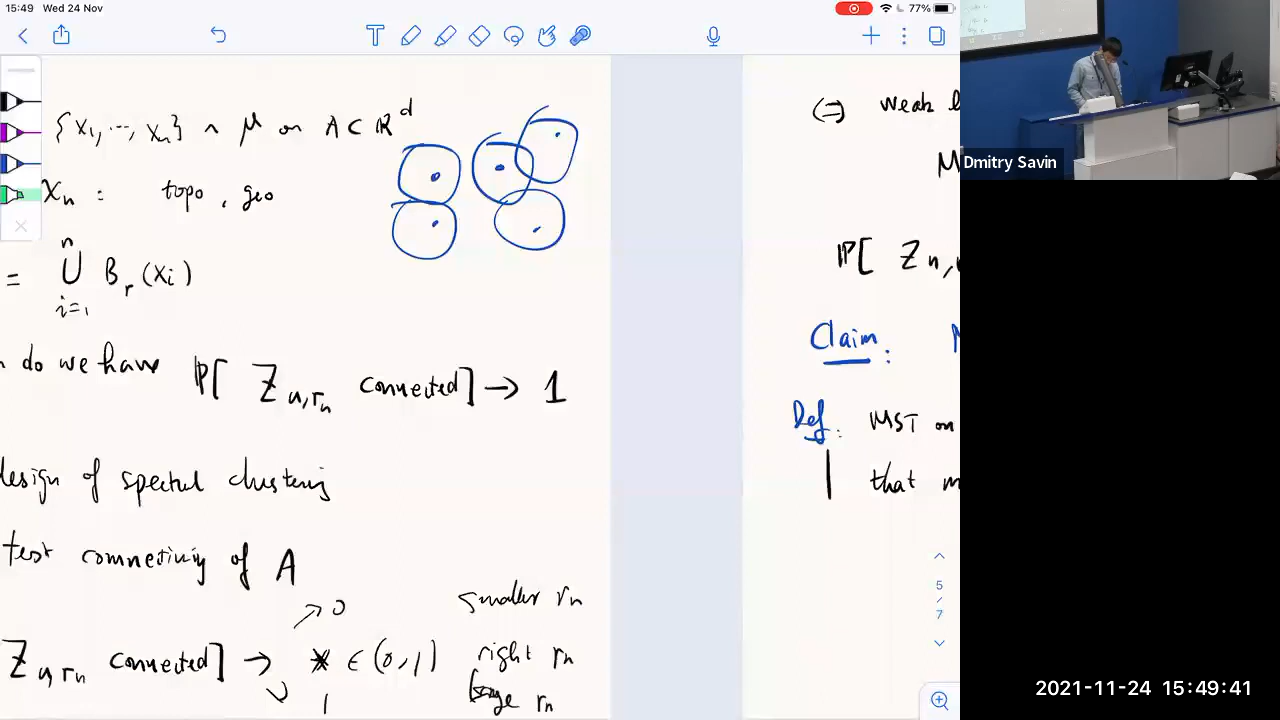 15:49 Wed 24 Nov
77%
{x₁, ..., xₙ} ~ μ on A ⊂ ℝᵈ
Xₙ : topo, geo
= ⋃ⁿᵢ₌₁ Bᵣ(xᵢ)
do we have ℙ[ Z_{n,rₙ} connected] → 1
design of spectral clustering
test connectivity of A
↗ 0 smaller rₙ
Z_{n,rₙ} connected] → * ∈ (0,1) right rₙ
↘ 1 large rₙ
(=) weak
M
ℙ[ Zₙ,
Claim:
Def: MST on
that m
5
/
7
Dmitry Savin
2021-11-24 15:49:41